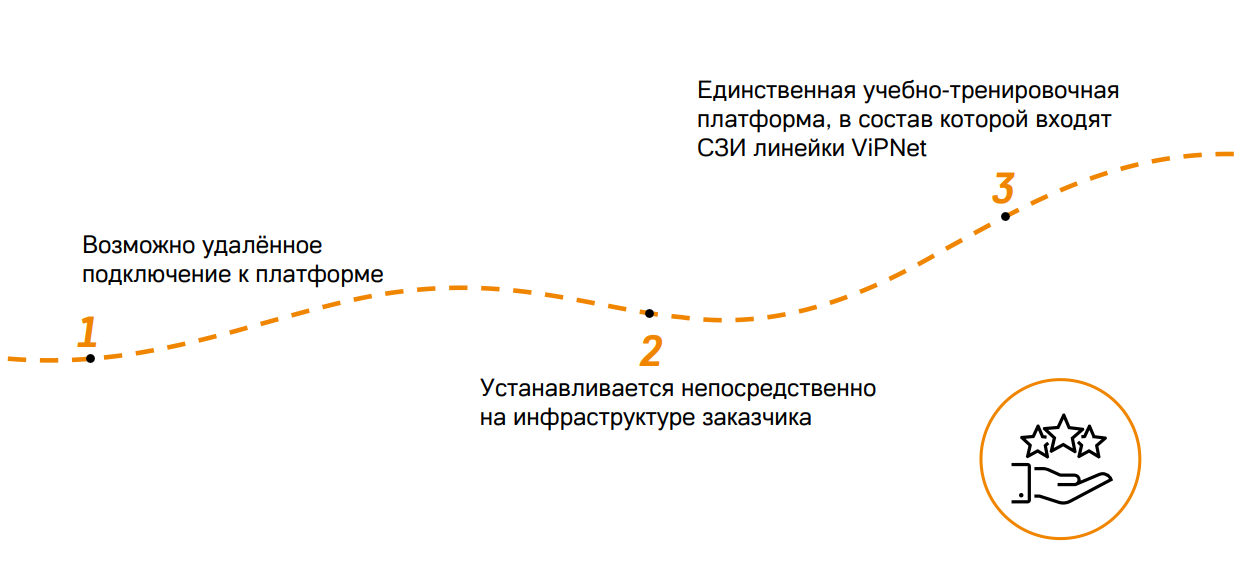 1
Возможно удалённое
подключение к платформе
2
Устанавливается непосредственно
на инфраструктуре заказчика
3
Единственная учебно-тренировочная
платформа, в состав которой входят
СЗИ линейки ViPNet